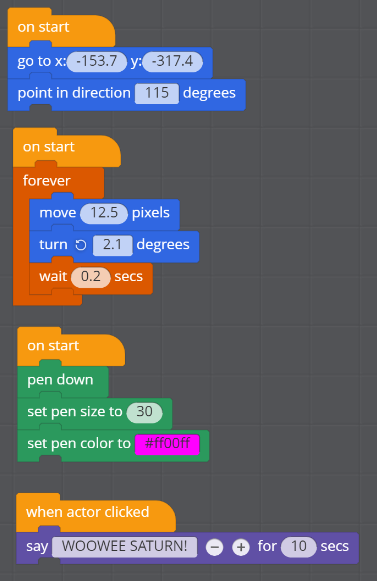 on start
go to x: -153.7 y: -317.4
point in direction 115 degrees
on start
forever
move 12.5 pixels
turn 2.1 degrees
wait 0.2 secs
on start
pen down
set pen size to 30
set pen color to #ff00ff
when actor clicked
say WOOWEE SATURN! − + for 10 secs